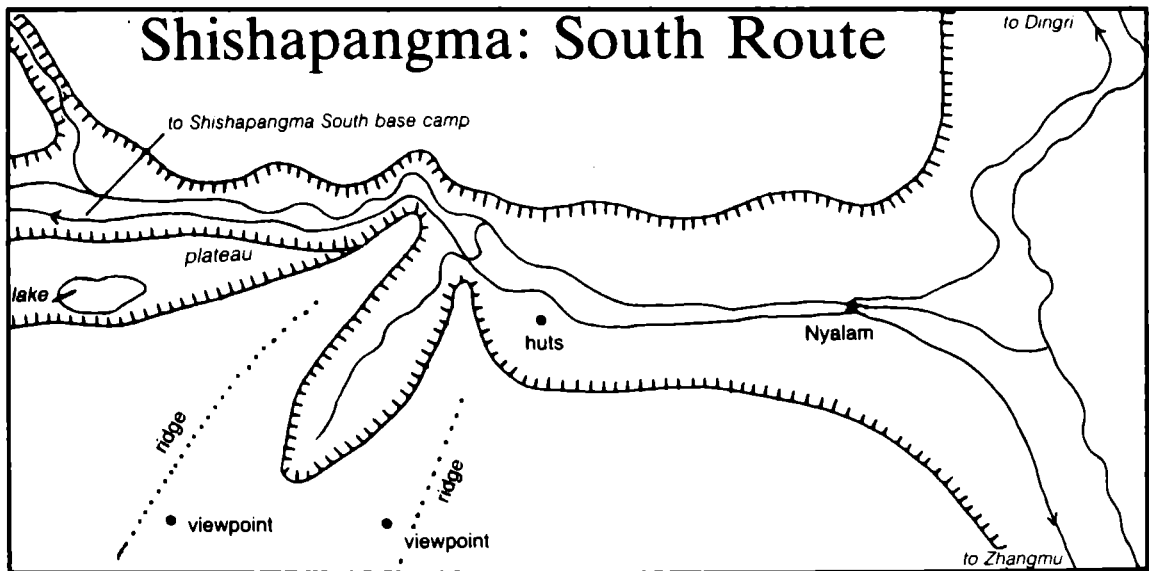 Shishapangma: South Route
to Dingri
to Shishapangma South base camp
plateau
lake
huts
Nyalam
ridge
ridge
viewpoint
viewpoint
to Zhangmu